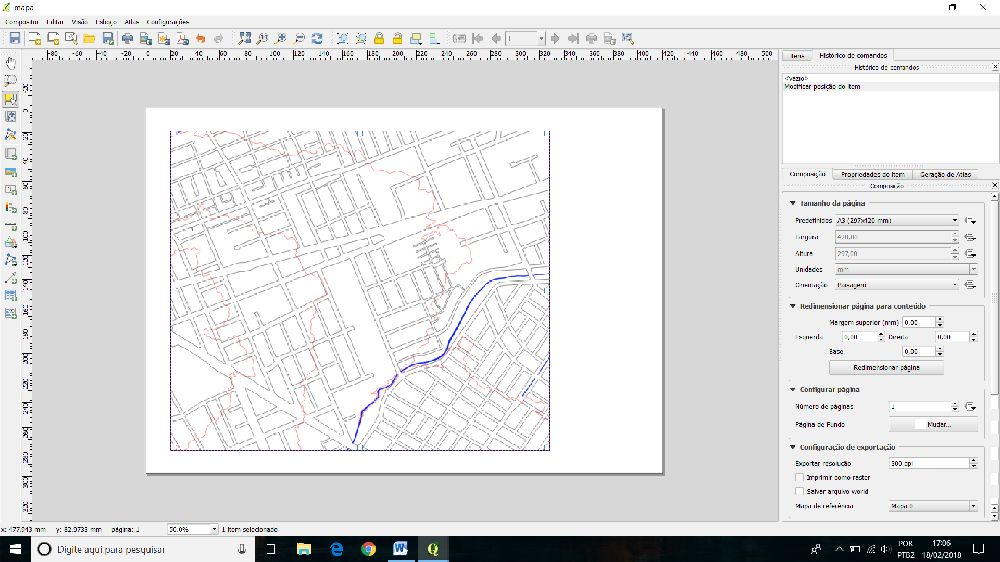 mapa
Compositor Editar Visão Esboço Atlas Configurações
1:1
1
-80 -60 -40 -20 0 20 40 60 80 100 120 140 160 180 200 220 240 260 280 300 320 340 360 380 400 420 440 460 480 500
-20
0
20
40
60
80
100
120
140
160
180
200
220
240
260
280
300
320
Itens Histórico de comandos
Histórico de comandos
<vazio>
Modificar posição do item
Composição Propriedades do item Geração de Atlas
Composição
Tamanho da página
Predefinidos A3 (297x420 mm)
Largura 420,00
Altura 297,00
Unidades mm
Orientação Paisagem
Redimensionar página para conteúdo
Margem superior (mm) 0,00
Esquerda 0,00 Direita 0,00
Base 0,00
Redimensionar página
Configurar página
Número de páginas 1
Página de Fundo Mudar...
Configuração de exportação
Exportar resolução 300 dpi
Imprimir como raster
Salvar arquivo world
Mapa de referência Mapa 0
x: 477.943 mm y: 82.9733 mm página: 1 50.0% 1 item selecionado
Digite aqui para pesquisar
POR
PTB2
17:06
18/02/2018